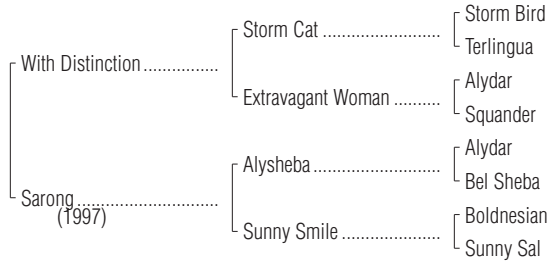 Storm Bird
Storm Cat ........................
Terlingua
With Distinction ...............
Alydar
Extravagant Woman ..........
Squander
Alydar
Alysheba ..........................
Bel Sheba
Sarong .............................
(1997)
Boldnesian
Sunny Smile ....................
Sunny Sal